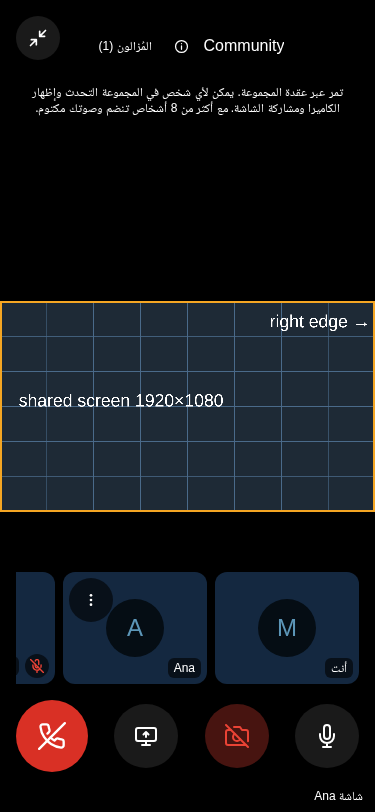 Community
المُزالون (1)
تمر عبر عقدة المجموعة. يمكن لأي شخص في المجموعة التحدث وإظهار
الكاميرا ومشاركة الشاشة. مع أكثر من 8 أشخاص تنضم وصوتك مكتوم.
right edge →
shared screen 1920×1080
M
أنت
A
Ana
شاشة Ana